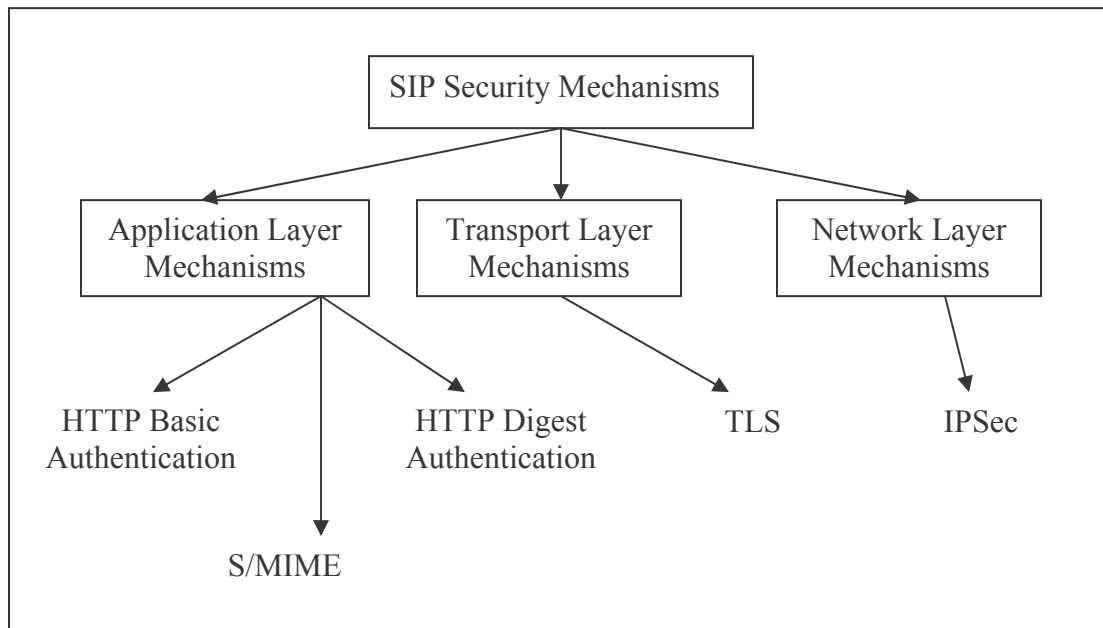 SIP Security Mechanisms
Application Layer
Mechanisms
Transport Layer
Mechanisms
Network Layer
Mechanisms
HTTP Basic
Authentication
HTTP Digest
Authentication
TLS
IPSec
S/MIME